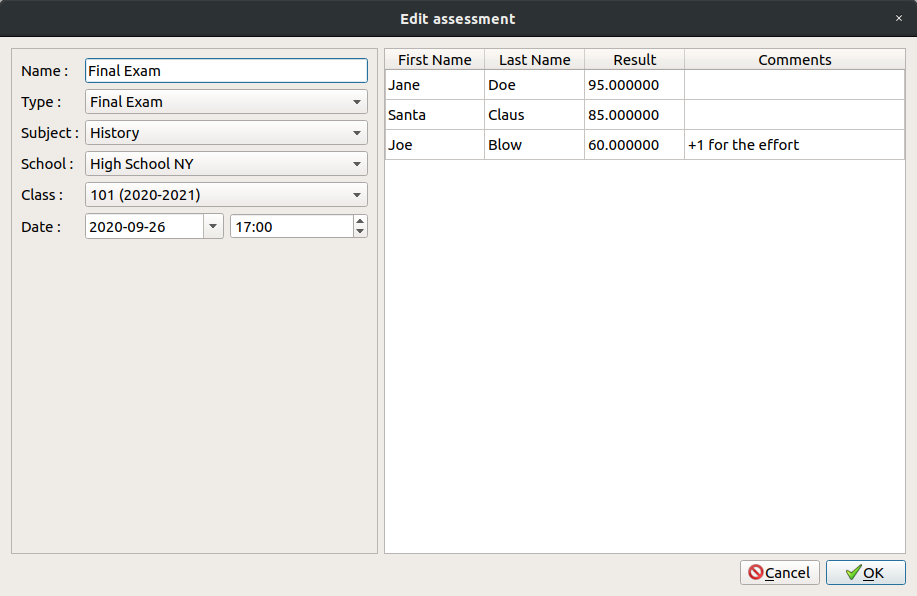 Edit assessment
Name : Final Exam
Type : Final Exam
Subject : History
School : High School NY
Class : 101 (2020-2021)
Date : 2020-09-26 17:00
First Name Last Name Result Comments
Jane Doe 95.000000
Santa Claus 85.000000
Joe Blow 60.000000 +1 for the effort
Cancel OK